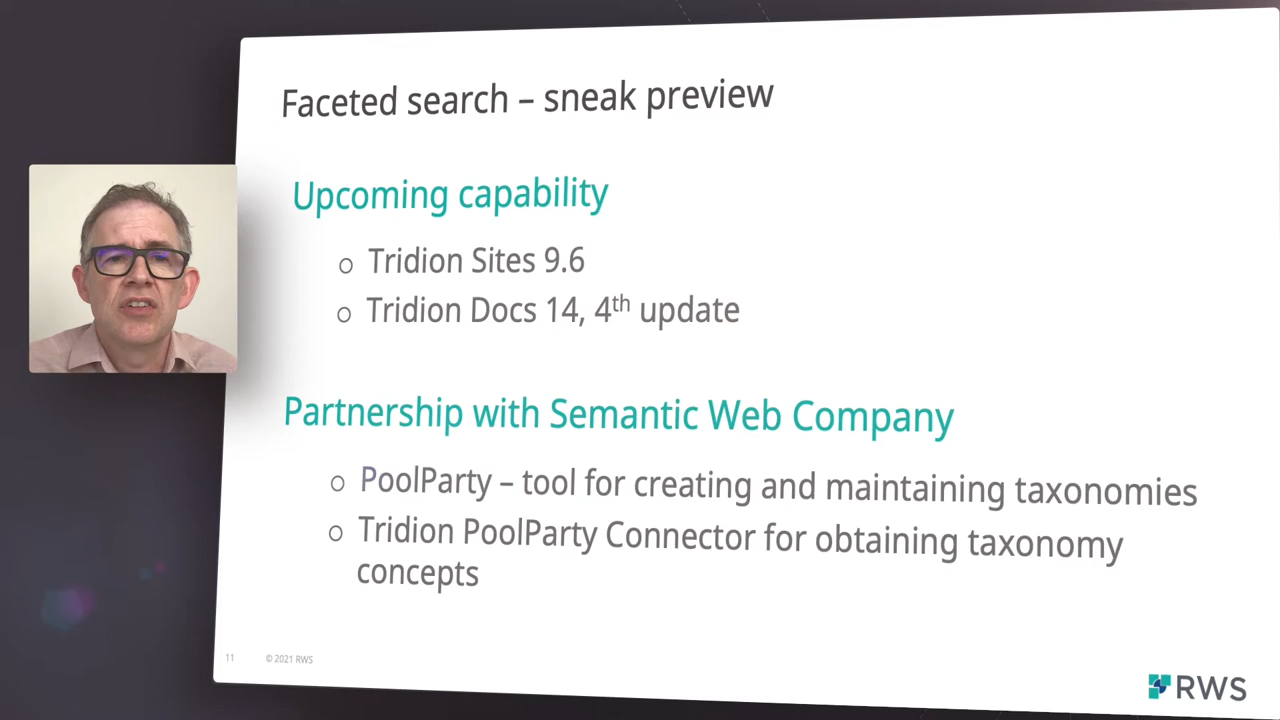 Faceted search – sneak preview
Upcoming capability
o Tridion Sites 9.6
o Tridion Docs 14, 4th update
Partnership with Semantic Web Company
o PoolParty – tool for creating and maintaining taxonomies
o Tridion PoolParty Connector for obtaining taxonomy
concepts
11 © 2021 RWS
RWS